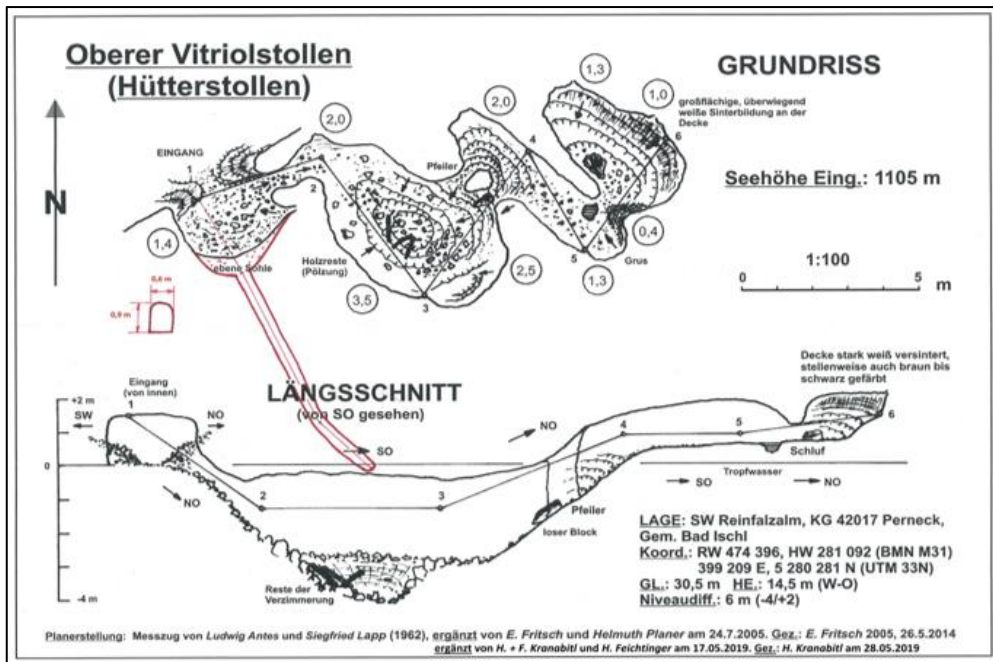 Oberer Vitriolstollen
(Hütterstollen)
GRUNDRISS
N
EINGANG
1
2,0
2
1,4
ebene Sohle
Holzreste
(Pölzung)
3,5
3
2,5
Pfeiler
2,0
4
5
1,3
Grus
0,4
1,3
1,0
6
großflächige, überwiegend
weiße Sinterbildung an der
Decke
Seehöhe Eing.: 1105 m
1:100
0
5
m
0,6 m
0,9 m
LÄNGSSCHNITT
(von SO gesehen)
Eingang
(von innen)
+2 m
SW
1
NO
0
NO
2
SO
3
NO
4
5
6
Decke stark weiß versintert,
stellenweise auch braun bis
schwarz gefärbt
Schluf
Tropfwasser
SO
NO
Pfeiler
loser Block
Reste der
Verzimmerung
-4 m
LAGE: SW Reinfalzalm, KG 42017 Perneck,
Gem. Bad Ischl
Koord.: RW 474 396, HW 281 092 (BMN M31)
399 209 E, 5 280 281 N (UTM 33N)
GL.: 30,5 m HE.: 14,5 m (W-O)
Niveaudiff.: 6 m (-4/+2)
Planerstellung: Messzug von Ludwig Antes und Siegfried Lapp (1962), ergänzt von E. Fritsch und Helmuth Planer am 24.7.2005. Gez.: E. Fritsch 2005, 26.5.2014
ergänzt von H. + F. Kranabitl und H. Feichtinger am 17.05.2019. Gez.: H. Kranabitl am 28.05.2019